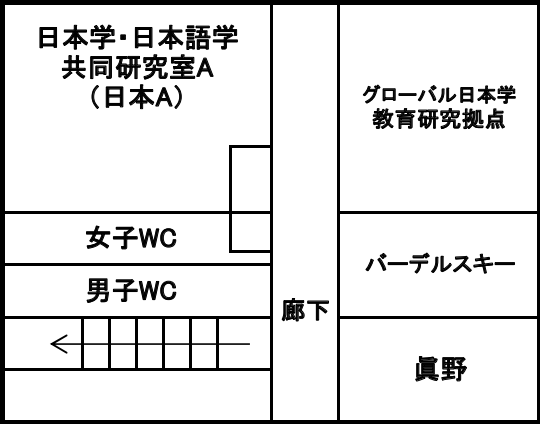 日本学・日本語学
共同研究室A
（日本A）
グローバル日本学
教育研究拠点
女子WC
バーデルスキー
男子WC
廊下
眞野